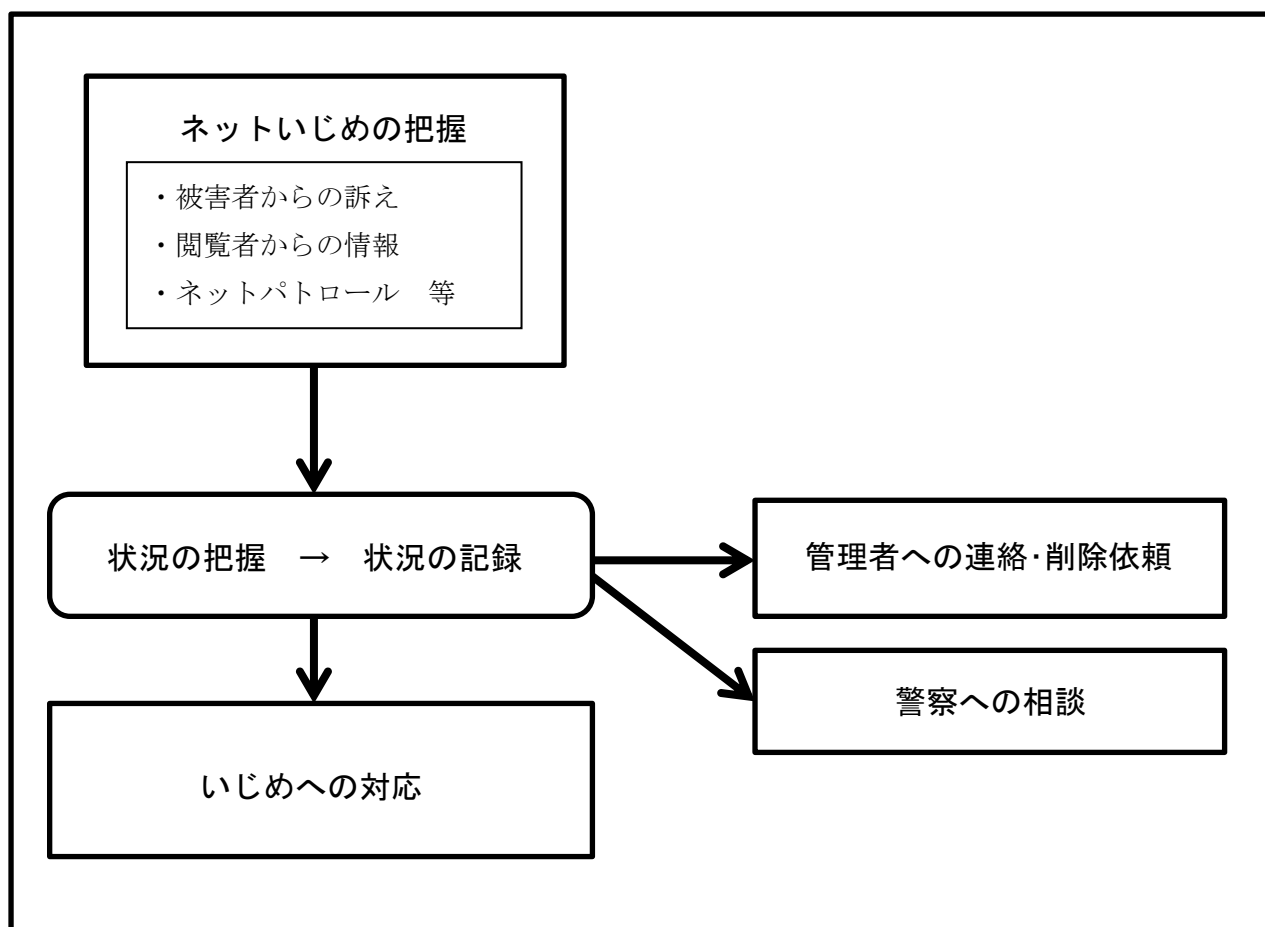 ネットいじめの把握
・被害者からの訴え
・閲覧者からの情報
・ネットパトロール　等
状況の把握　→　状況の記録
管理者への連絡・削除依頼
警察への相談
いじめへの対応